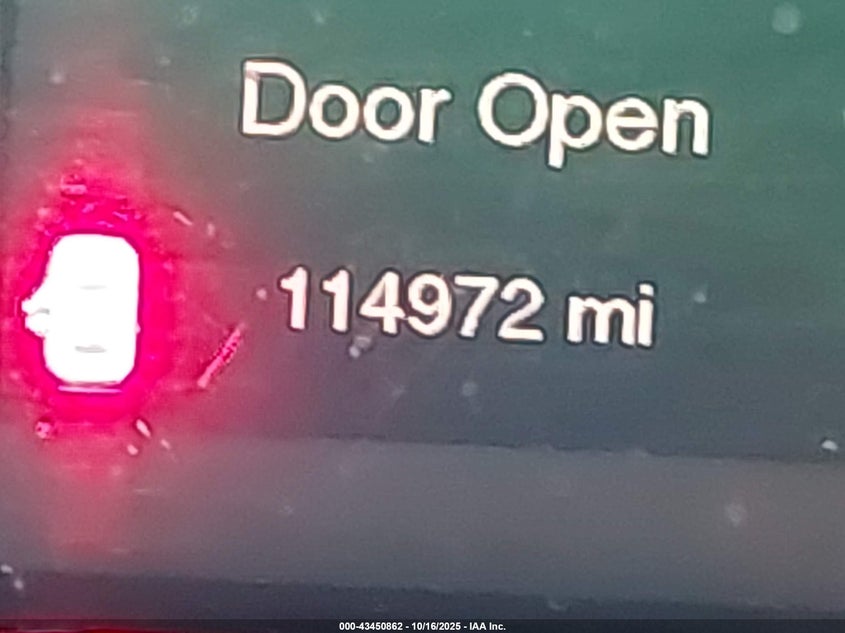 Door Open
114972 mi
000-43450862 - 10/16/2025 - IAA Inc.